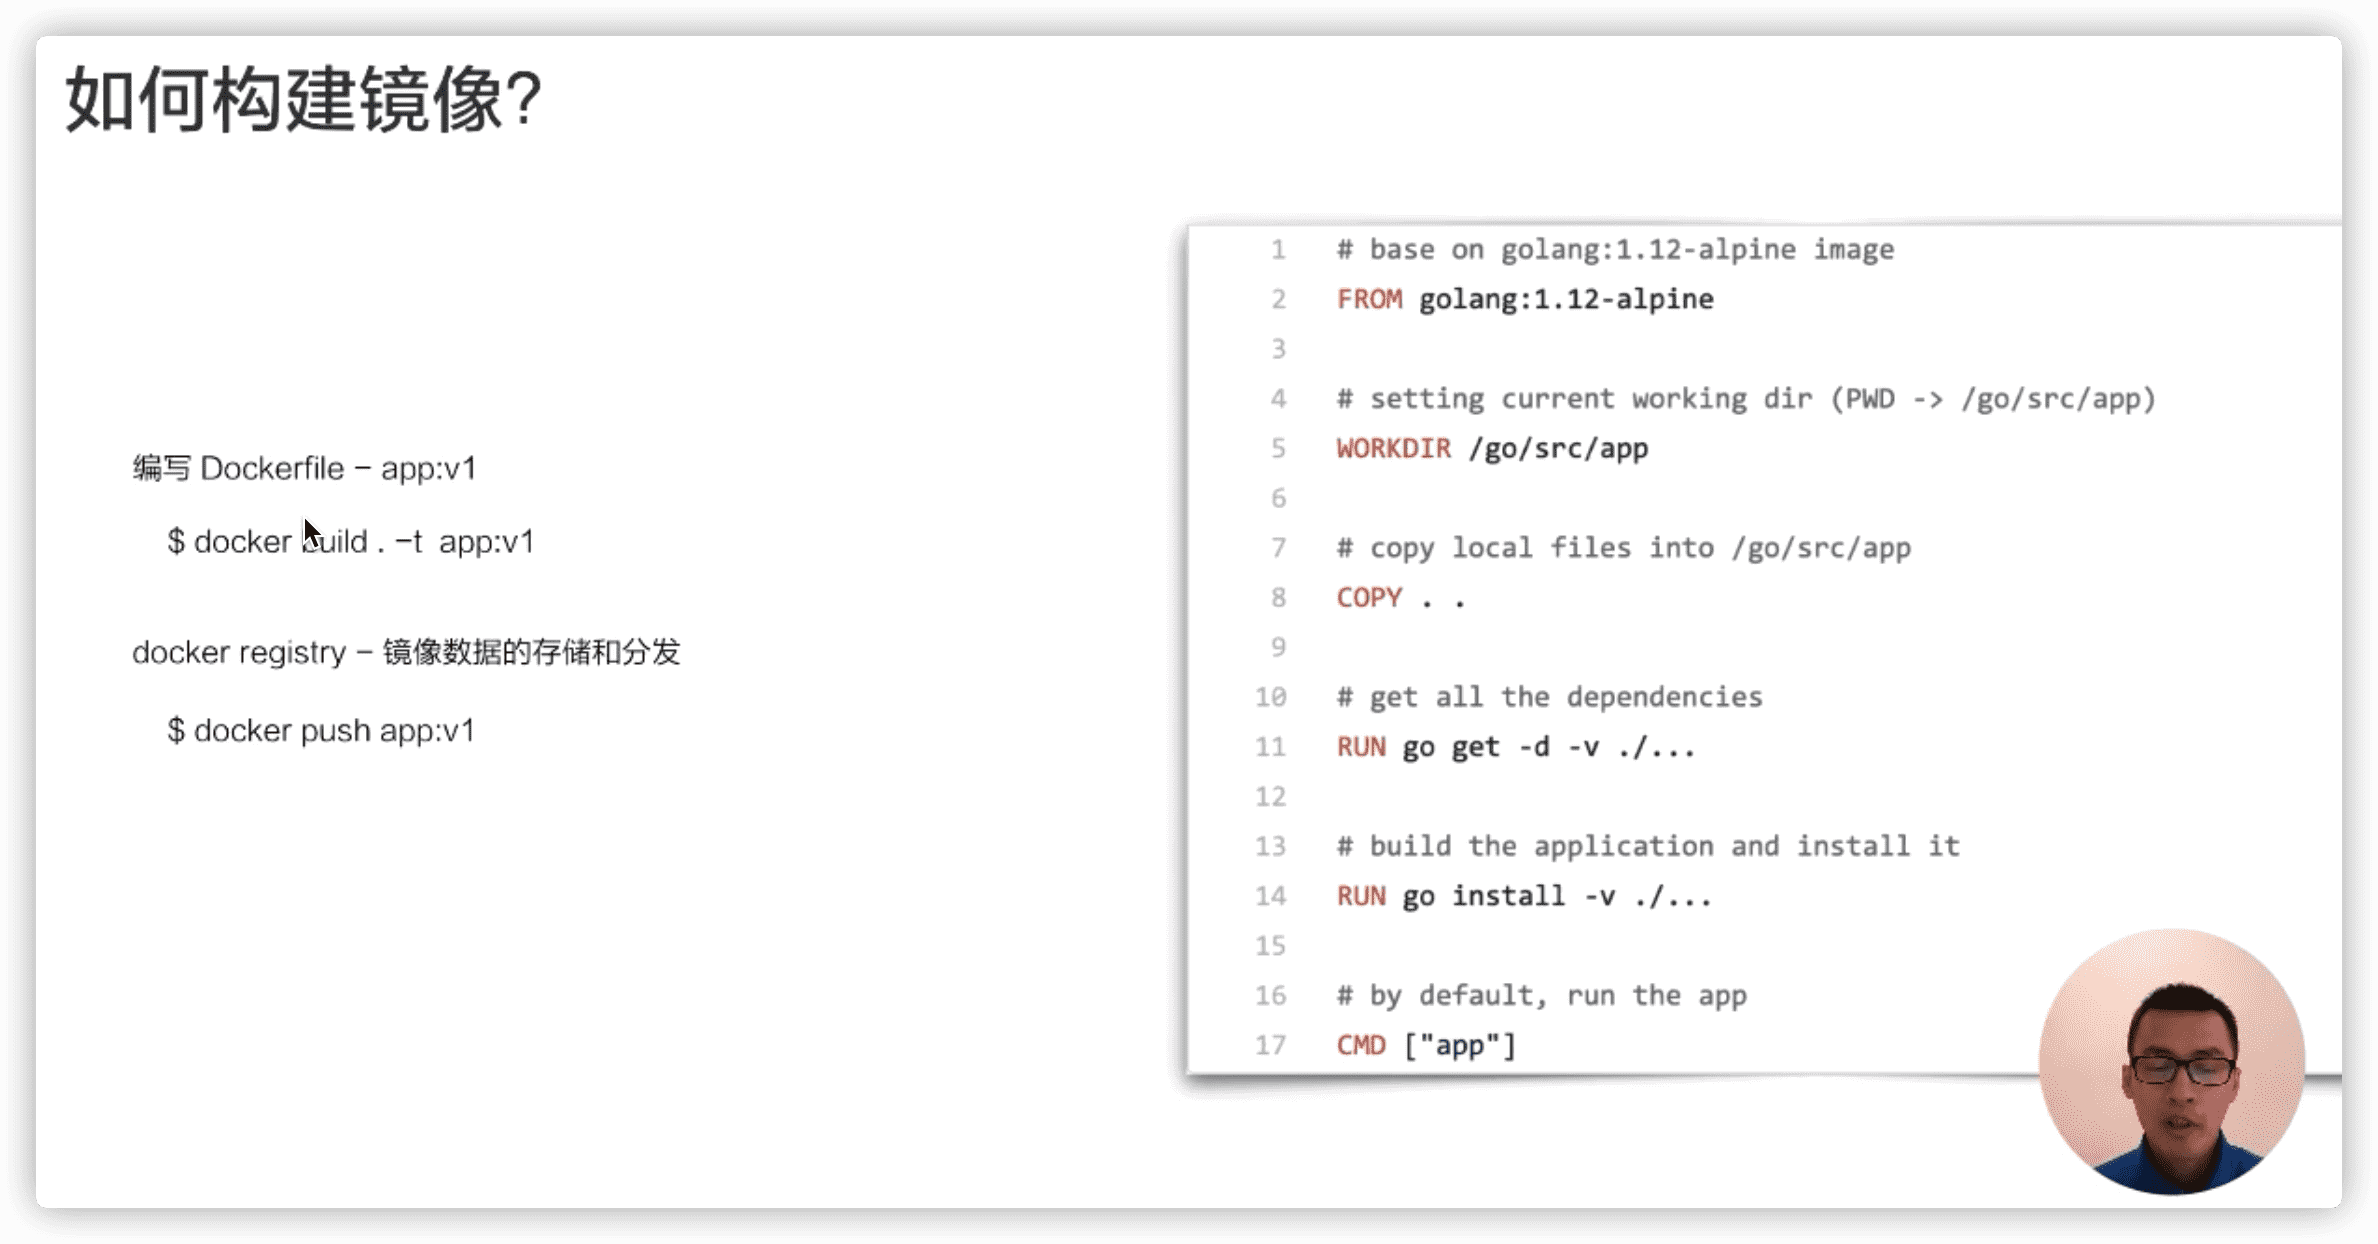 如何构建镜像?
编写 Dockerfile – app:v1
$ docker build . –t app:v1
docker registry – 镜像数据的存储和分发
$ docker push app:v1
1 # base on golang:1.12-alpine image
2 FROM golang:1.12-alpine
3
4 # setting current working dir (PWD -> /go/src/app)
5 WORKDIR /go/src/app
6
7 # copy local files into /go/src/app
8 COPY . .
9
10 # get all the dependencies
11 RUN go get -d -v ./...
12
13 # build the application and install it
14 RUN go install -v ./...
15
16 # by default, run the app
17 CMD ["app"]